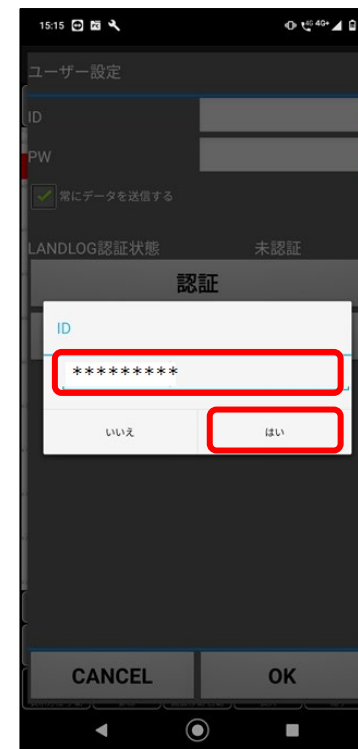 15:15
4G 4G+
ユーザー設定
ID
PW
常にデータを送信する
LANDLOG認証状態 未認証
認証
ID
*********
いいえ はい
CANCEL OK